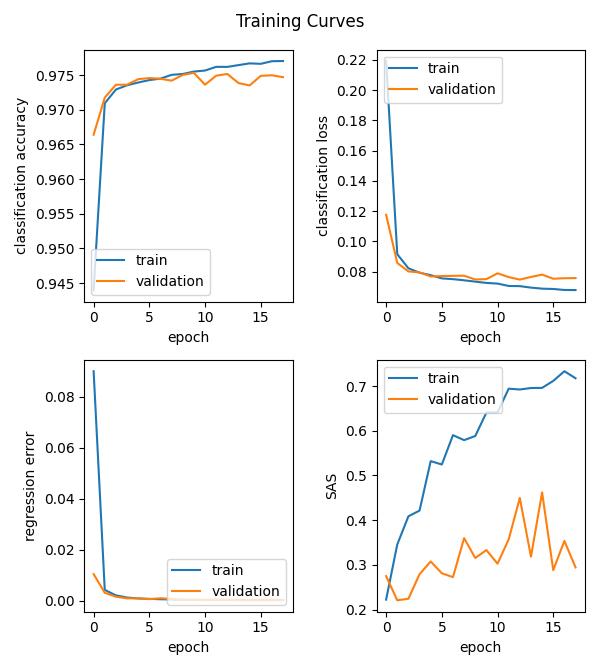 Training Curves
classification accuracy
0.975
0.970
0.965
0.960
0.955
0.950
0.945
train
validation
0 5 10 15
epoch
classification loss
0.22
0.20
0.18
0.16
0.14
0.12
0.10
0.08
train
validation
0 5 10 15
epoch
regression error
0.08
0.06
0.04
0.02
0.00
train
validation
0 5 10 15
epoch
SAS
0.7
0.6
0.5
0.4
0.3
0.2
train
validation
0 5 10 15
epoch